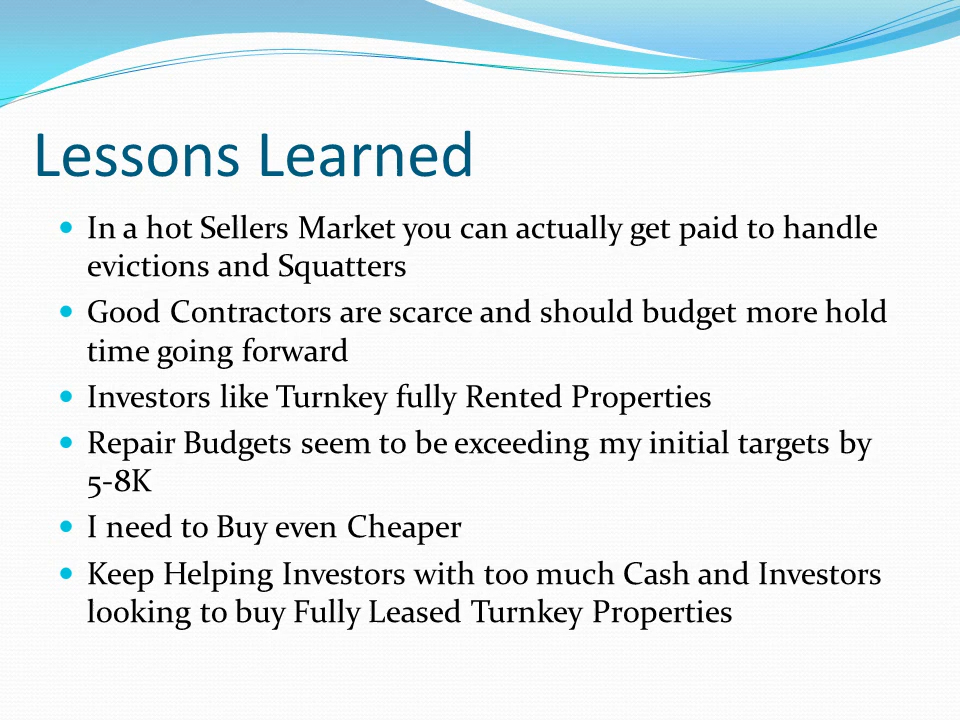 Lessons Learned
In a hot Sellers Market you can actually get paid to handle
evictions and Squatters
Good Contractors are scarce and should budget more hold
time going forward
Investors like Turnkey fully Rented Properties
Repair Budgets seem to be exceeding my initial targets by
5-8K
I need to Buy even Cheaper
Keep Helping Investors with too much Cash and Investors
looking to buy Fully Leased Turnkey Properties